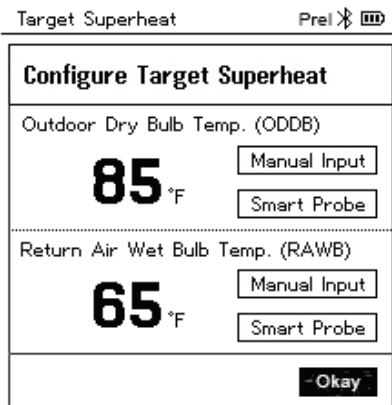 Target Superheat Prel
Configure Target Superheat
Outdoor Dry Bulb Temp. (ODDB)
85 °F
Manual Input
Smart Probe
Return Air Wet Bulb Temp. (RAWB)
65 °F
Manual Input
Smart Probe
Okay